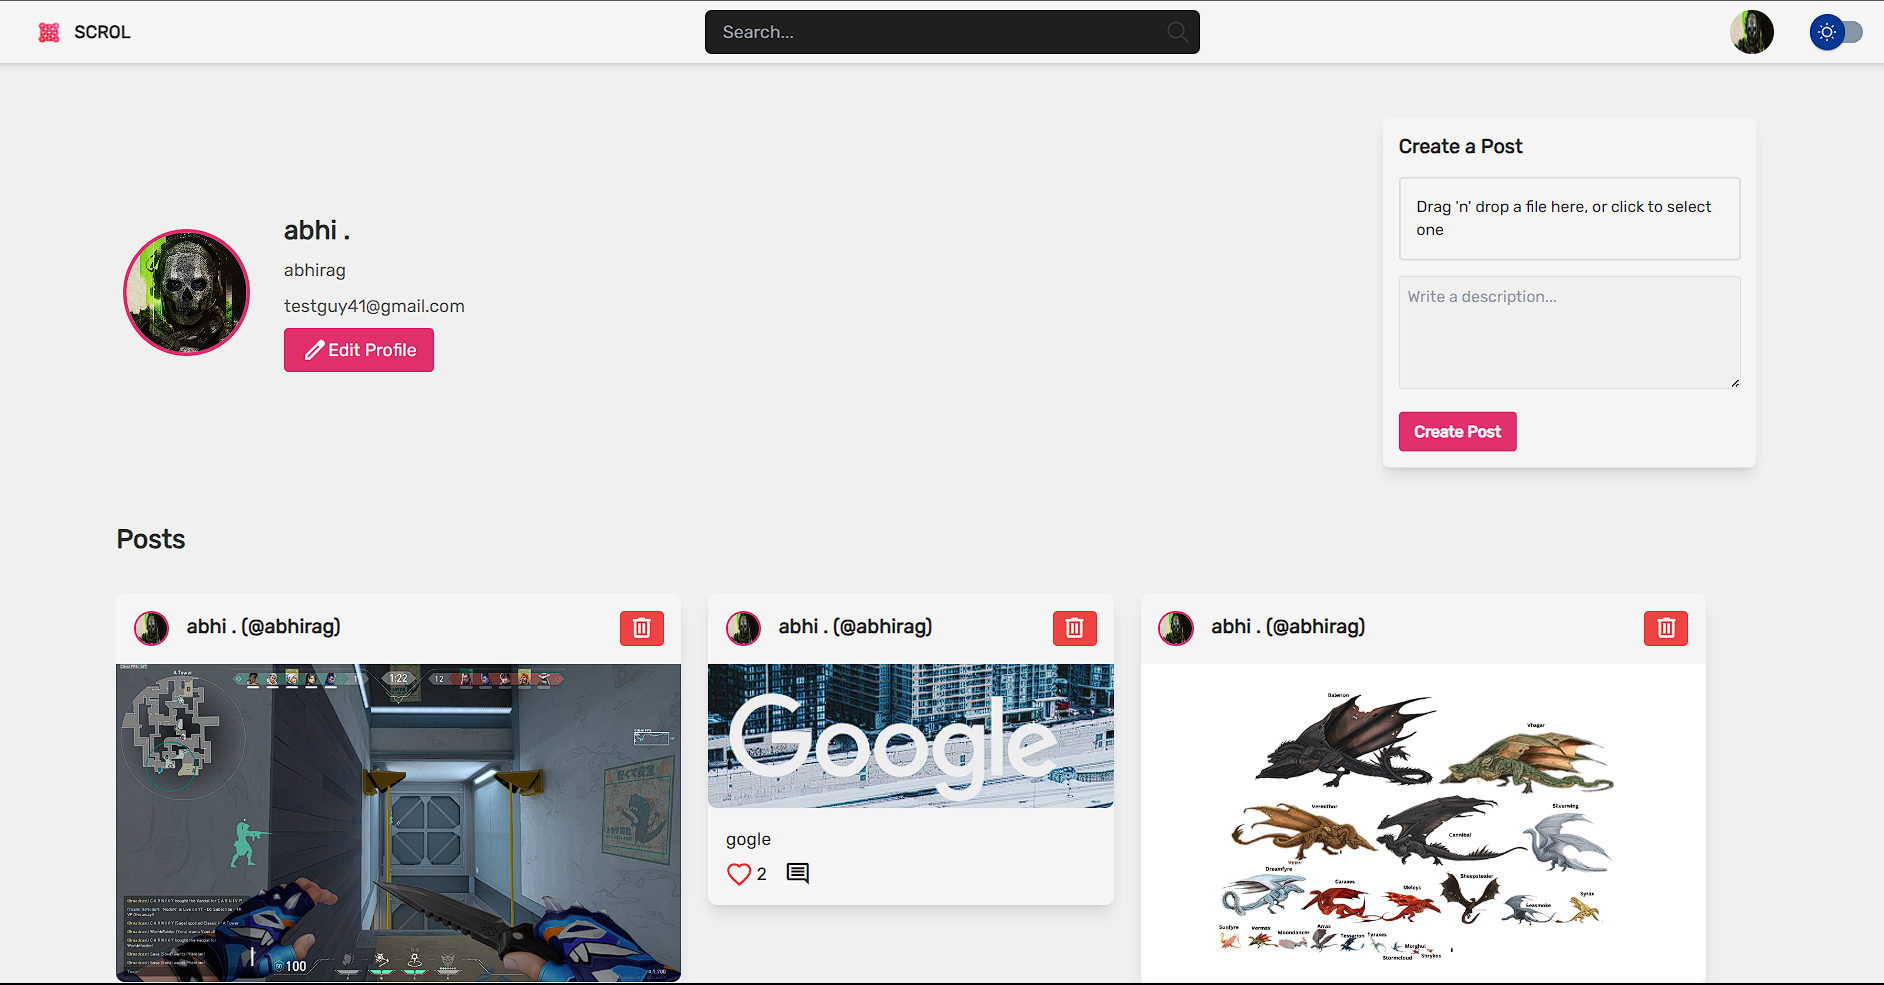 SCROL
Search...
Create a Post
Drag 'n' drop a file here, or click to select
one
Write a description...
Create Post
abhi .
abhirag
testguy41@gmail.com
Edit Profile
Posts
abhi . (@abhirag)
A Tower
1:22
12
100
abhi . (@abhirag)
Google
gogle
2
abhi . (@abhirag)
Balerion
Vhagar
Vermithor
Cannibal
Silverwing
Dreamfyre
Caraxes
Meleys
Sheepstealer
Seasmoke
Syrax
Sunfyre
Vermax
Moondancer
Arrax
Tessarion
Tyraxes
Stormcloud
Morghul
Shrykos